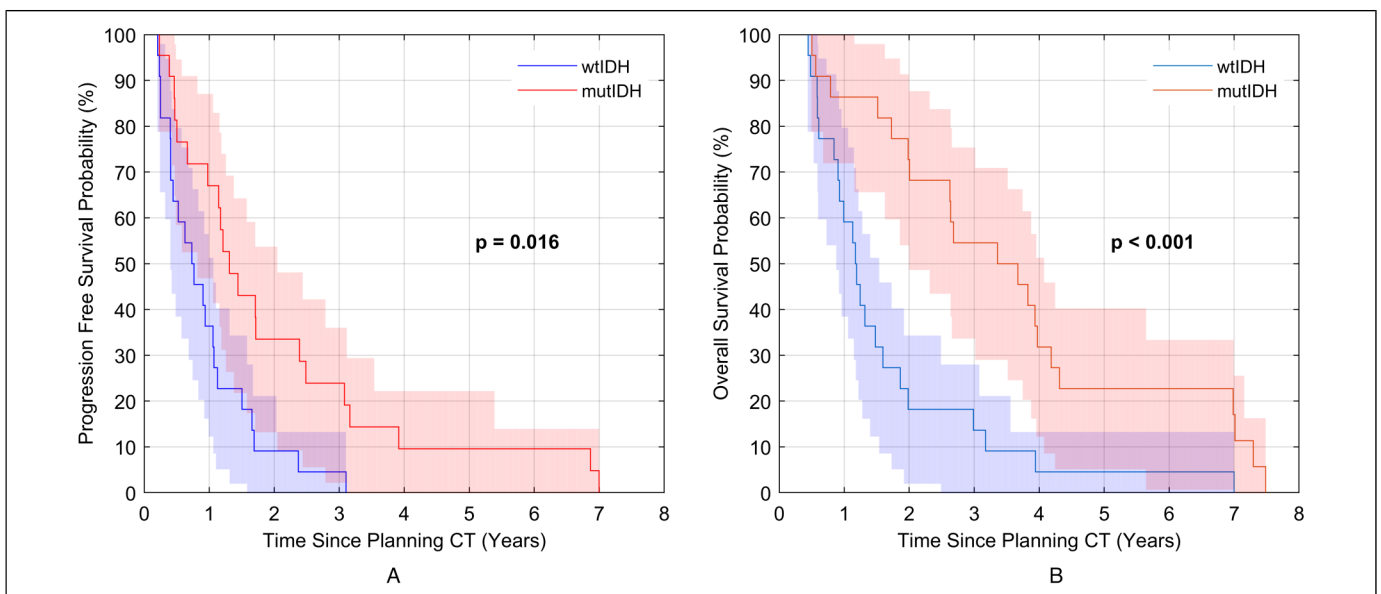 Progression Free Survival Probability (%)
100
90
80
70
60
50
40
30
20
10
0
wtIDH
mutIDH
p = 0.016
0 1 2 3 4 5 6 7 8
Time Since Planning CT (Years)
A
Overall Survival Probability (%)
100
90
80
70
60
50
40
30
20
10
0
wtIDH
mutIDH
p < 0.001
0 1 2 3 4 5 6 7 8
Time Since Planning CT (Years)
B